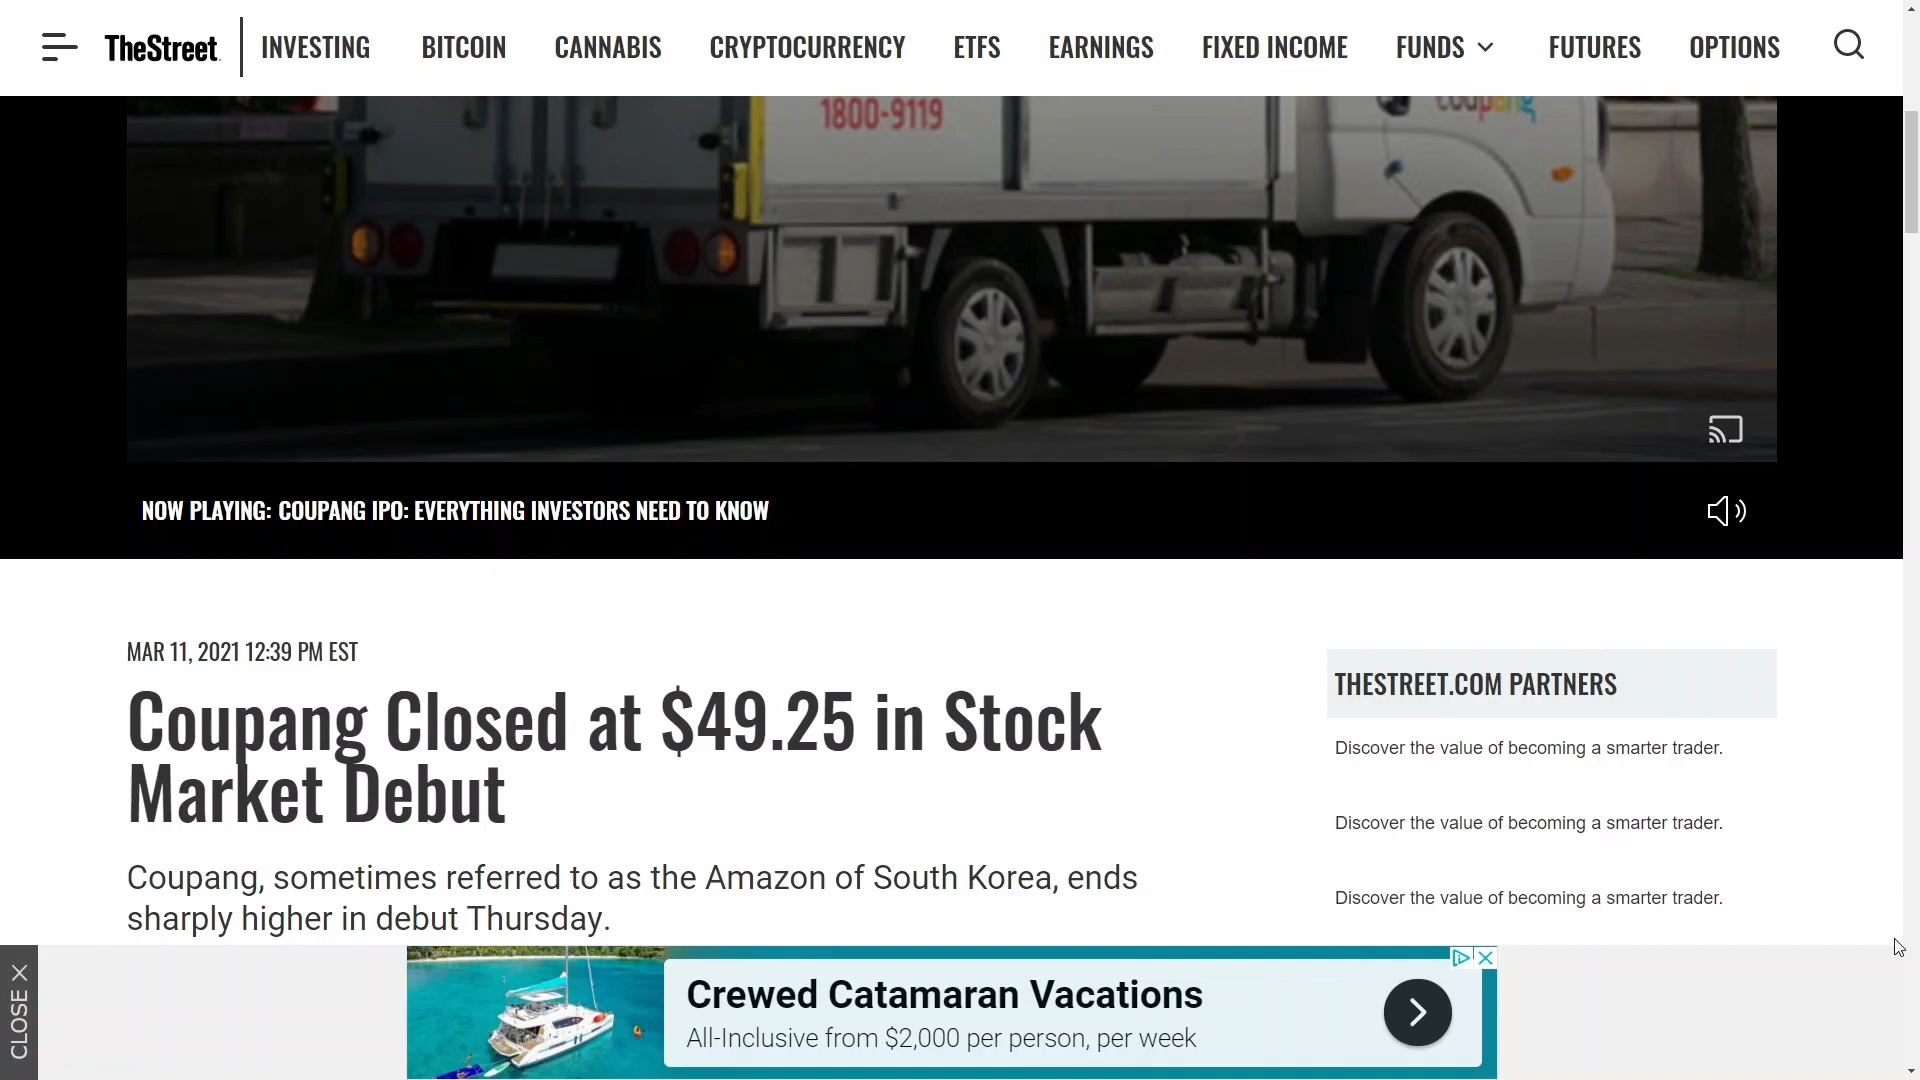 TheStreet
INVESTING
BITCOIN
CANNABIS
CRYPTOCURRENCY
ETFS
EARNINGS
FIXED INCOME
FUNDS
FUTURES
OPTIONS
1800-9119
coupang
NOW PLAYING: COUPANG IPO: EVERYTHING INVESTORS NEED TO KNOW
MAR 11, 2021 12:39 PM EST
Coupang Closed at $49.25 in Stock
Market Debut
Coupang, sometimes referred to as the Amazon of South Korea, ends
sharply higher in debut Thursday.
THESTREET.COM PARTNERS
Discover the value of becoming a smarter trader.
Discover the value of becoming a smarter trader.
Discover the value of becoming a smarter trader.
CLOSE X
Crewed Catamaran Vacations
All-Inclusive from $2,000 per person, per week